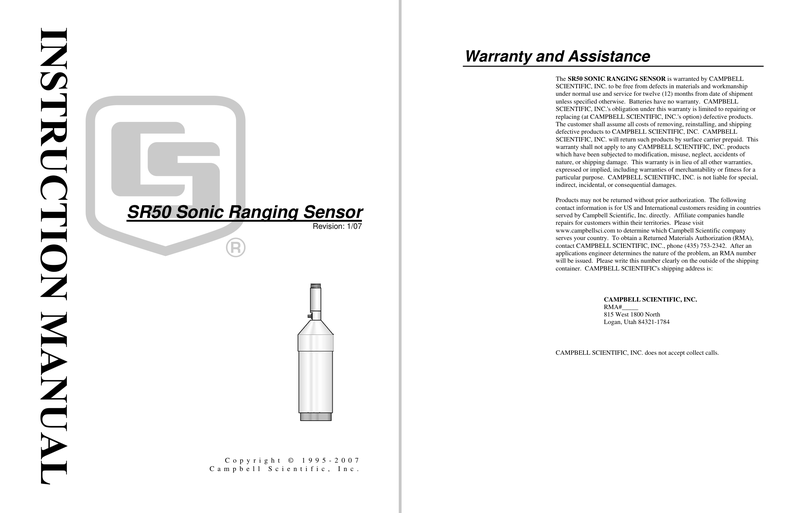 INSTRUCTION MANUAL
SR50 Sonic Ranging Sensor
Revision: 1/07
®
Copyright © 1995-2007
Campbell Scientific, Inc.
Warranty and Assistance
The SR50 SONIC RANGING SENSOR is warranted by CAMPBELL
SCIENTIFIC, INC. to be free from defects in materials and workmanship
under normal use and service for twelve (12) months from date of shipment
unless specified otherwise. Batteries have no warranty. CAMPBELL
SCIENTIFIC, INC.'s obligation under this warranty is limited to repairing or
replacing (at CAMPBELL SCIENTIFIC, INC.'s option) defective products.
The customer shall assume all costs of removing, reinstalling, and shipping
defective products to CAMPBELL SCIENTIFIC, INC. CAMPBELL
SCIENTIFIC, INC. will return such products by surface carrier prepaid. This
warranty shall not apply to any CAMPBELL SCIENTIFIC, INC. products
which have been subjected to modification, misuse, neglect, accidents of
nature, or shipping damage. This warranty is in lieu of all other warranties,
expressed or implied, including warranties of merchantability or fitness for a
particular purpose. CAMPBELL SCIENTIFIC, INC. is not liable for special,
indirect, incidental, or consequential damages.
Products may not be returned without prior authorization. The following
contact information is for US and International customers residing in countries
served by Campbell Scientific, Inc. directly. Affiliate companies handle
repairs for customers within their territories. Please visit
www.campbellsci.com to determine which Campbell Scientific company
serves your country. To obtain a Returned Materials Authorization (RMA),
contact CAMPBELL SCIENTIFIC, INC., phone (435) 753-2342. After an
applications engineer determines the nature of the problem, an RMA number
will be issued. Please write this number clearly on the outside of the shipping
container. CAMPBELL SCIENTIFIC's shipping address is:
CAMPBELL SCIENTIFIC, INC.
RMA#_____
815 West 1800 North
Logan, Utah 84321-1784
CAMPBELL SCIENTIFIC, INC. does not accept collect calls.